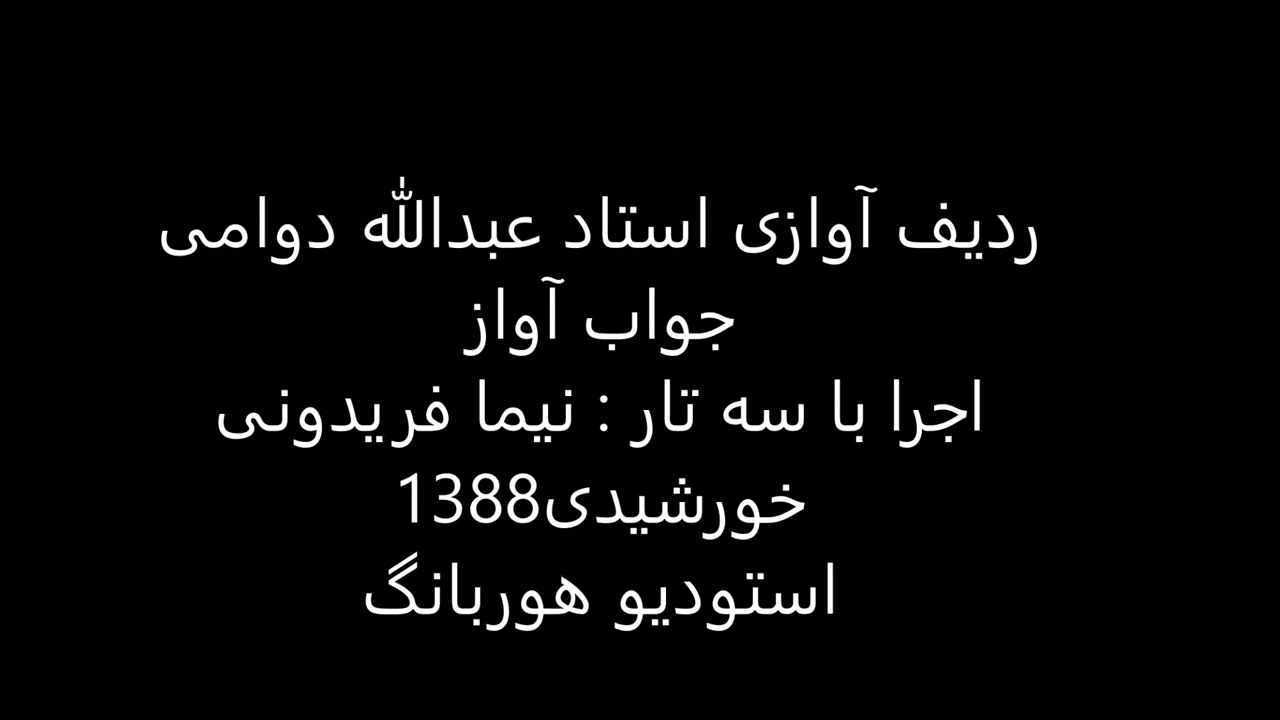 ردیف آوازی استاد عبدالله دوامی
جواب آواز
اجرا با سه تار : نیما فریدونی
خورشیدی1388
استودیو هوربانگ